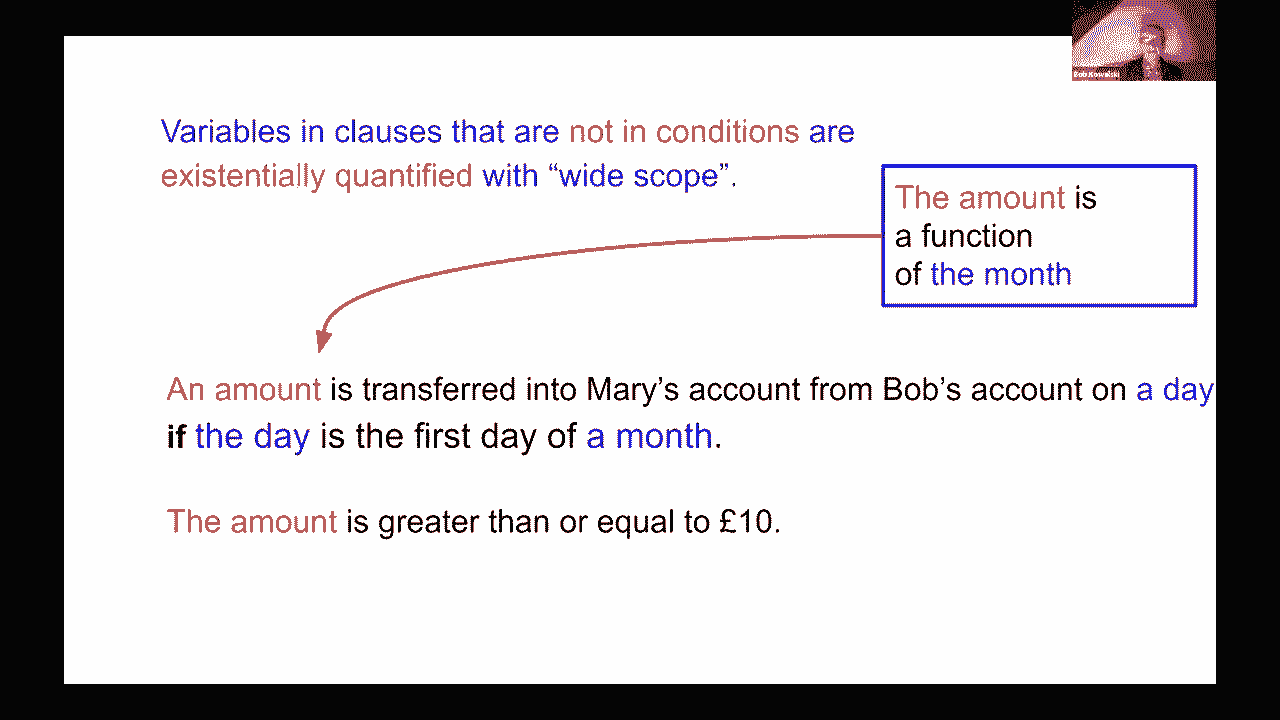 Bob Kowalski
Variables in clauses that are not in conditions are
existentially quantified with “wide scope”.
The amount is
a function
of the month
An amount is transferred into Mary’s account from Bob’s account on a day
if the day is the first day of a month.
The amount is greater than or equal to £10.